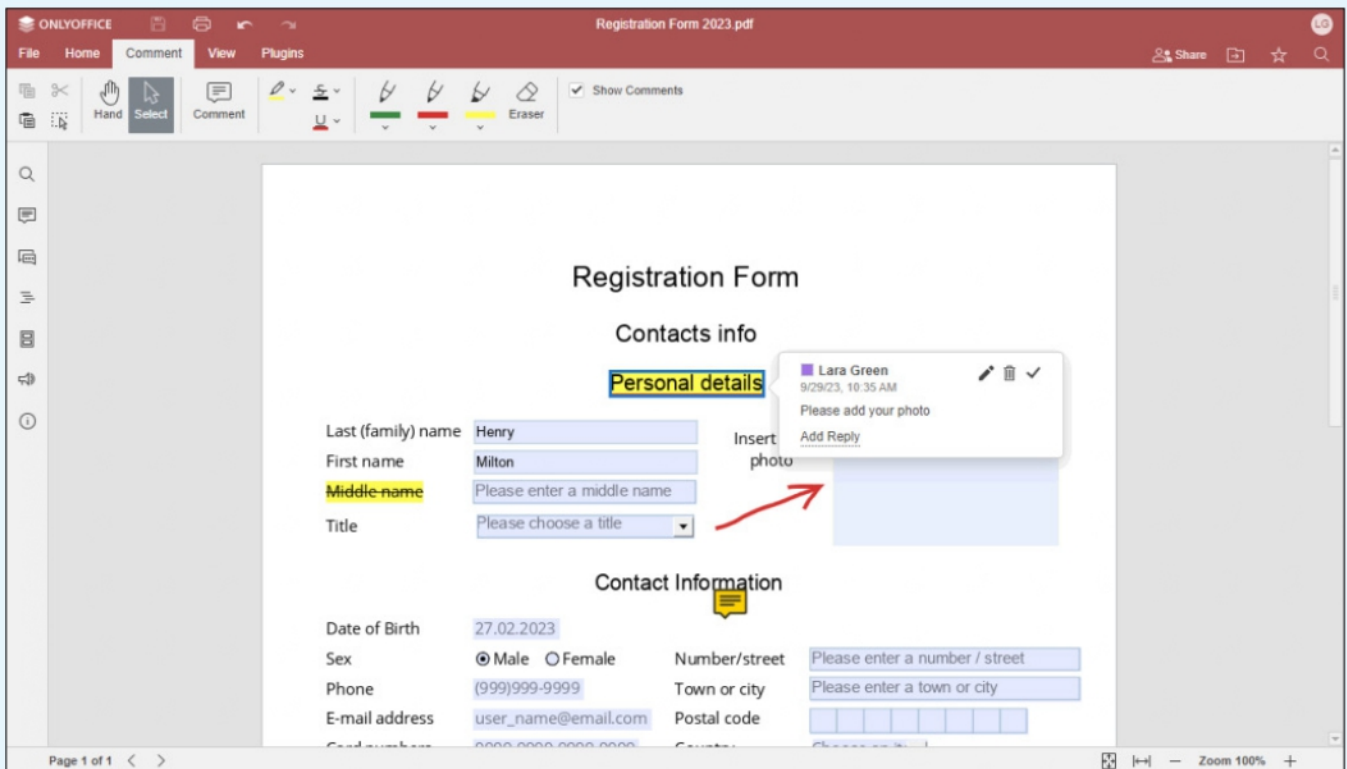 ONLYOFFICE
Registration Form 2023.pdf
LG
File Home Comment View Plugins
Share
Hand Select Comment Eraser
Show Comments
Registration Form
Contacts info
Personal details
Lara Green
9/29/23, 10:35 AM
Please add your photo
Add Reply
Last (family) name Henry
Insert
photo
First name Milton
Middle name Please enter a middle name
Title Please choose a title
Contact Information
Date of Birth 27.02.2023
Sex Male Female Number/street Please enter a number / street
Phone (999)999-9999 Town or city Please enter a town or city
E-mail address user_name@email.com Postal code
Page 1 of 1
Zoom 100%